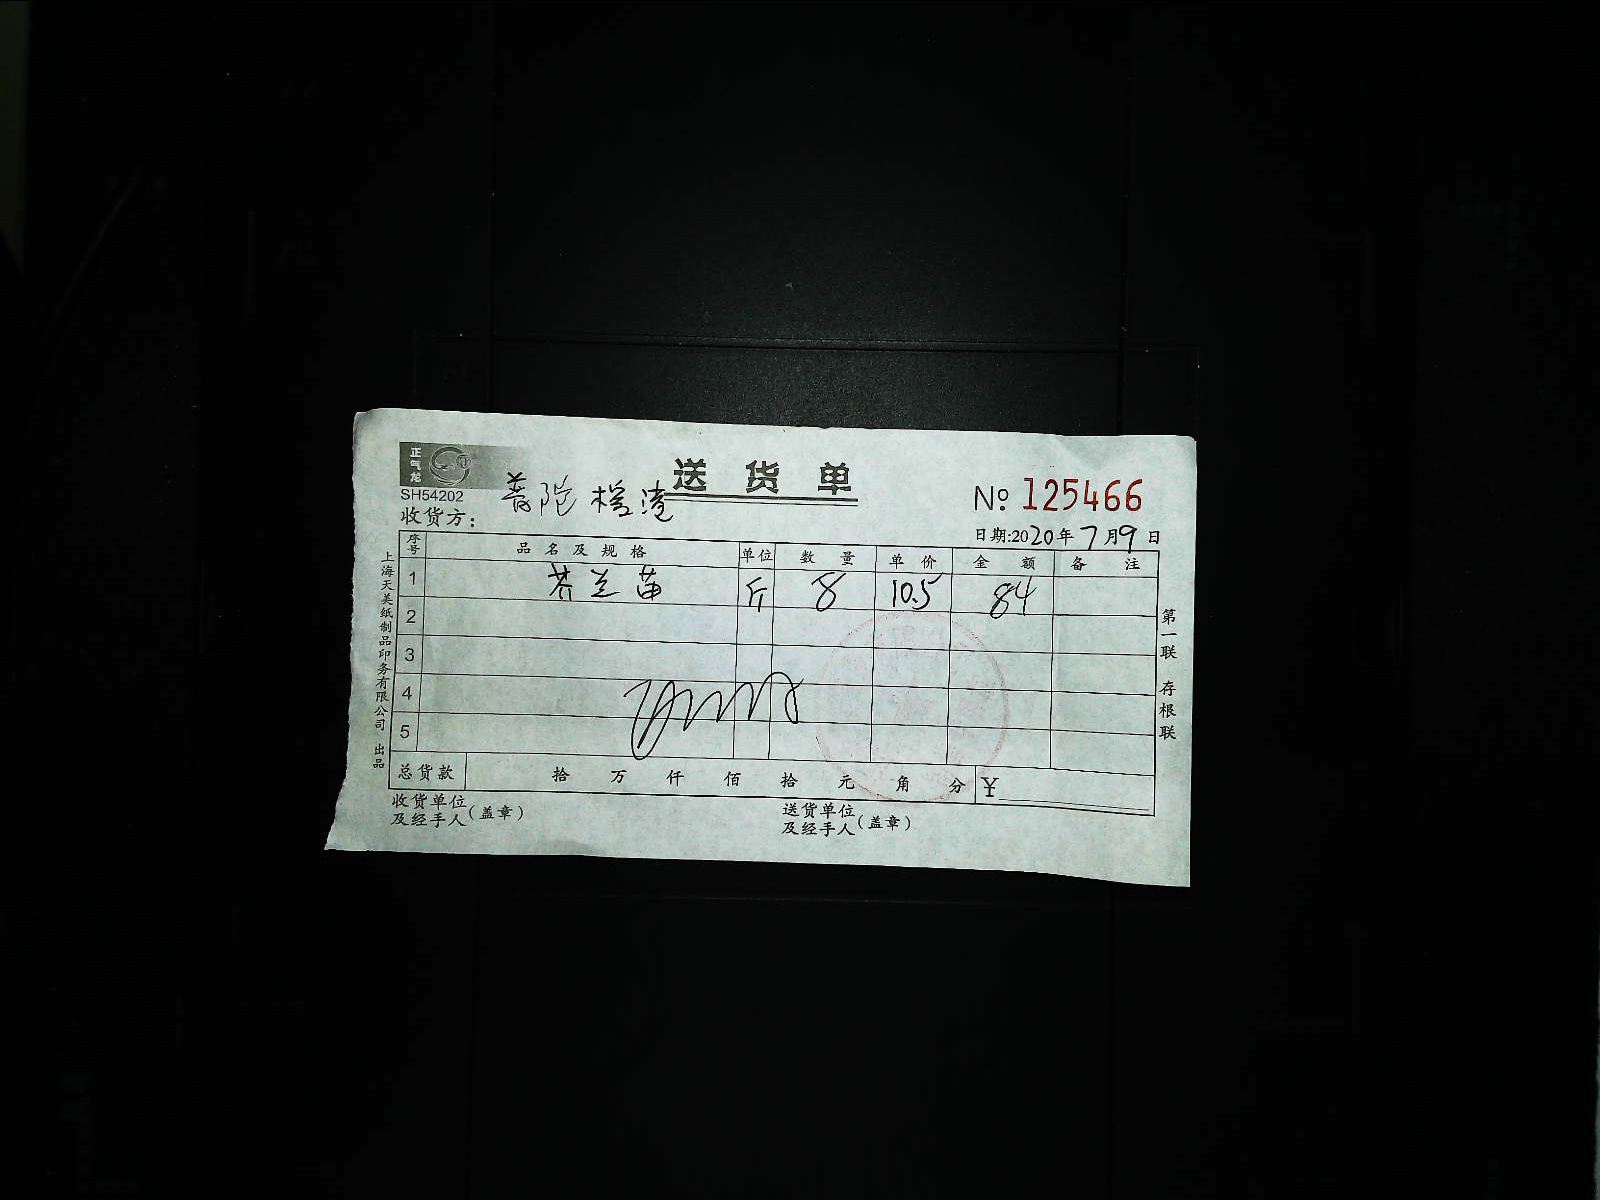 正气龙
送货单
SH54202
No 125466
收货方: 普陀
日期:2020年7月9日
序号 品名及规格 单位 数量 单价 金额 备注
1 芥兰苗 斤 8 10.5 84
2
3
4
5
总货款 拾 万 仟 佰 拾 元 角 分 ¥
收货单位及经手人(盖章) 送货单位及经手人(盖章)
上海天美纸制品印务有限公司 出品
第一联 存根联